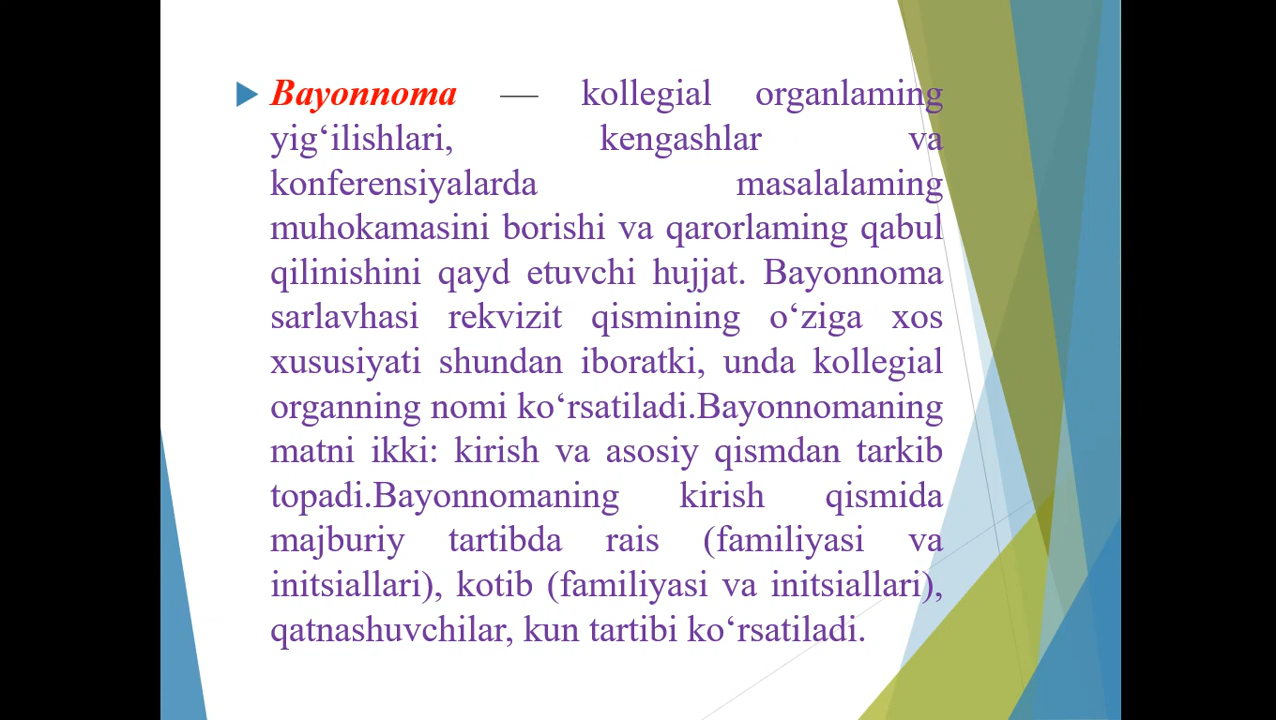 Bayonnoma — kollegial organlaming
yig‘ilishlari, kengashlar va
konferensiyalarda masalalaming
muhokamasini borishi va qarorlaming qabul
qilinishini qayd etuvchi hujjat. Bayonnoma
sarlavhasi rekvizit qismining o‘ziga xos
xususiyati shundan iboratki, unda kollegial
organning nomi ko‘rsatiladi.Bayonnomaning
matni ikki: kirish va asosiy qismdan tarkib
topadi.Bayonnomaning kirish qismida
majburiy tartibda rais (familiyasi va
initsiallari), kotib (familiyasi va initsiallari),
qatnashuvchilar, kun tartibi ko‘rsatiladi.